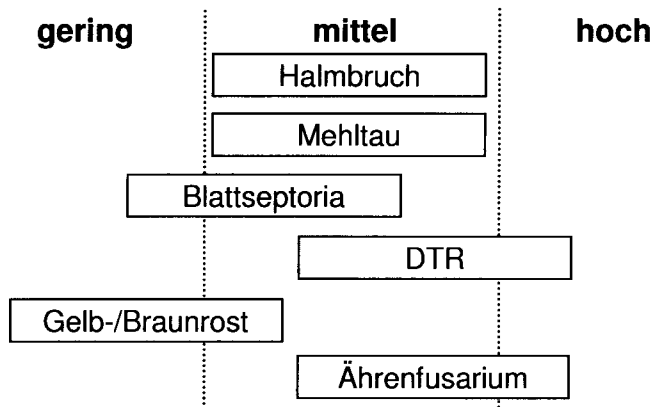 gering mittel hoch
Halmbruch
Mehltau
Blattseptoria
DTR
Gelb-/Braunrost
Ährenfusarium